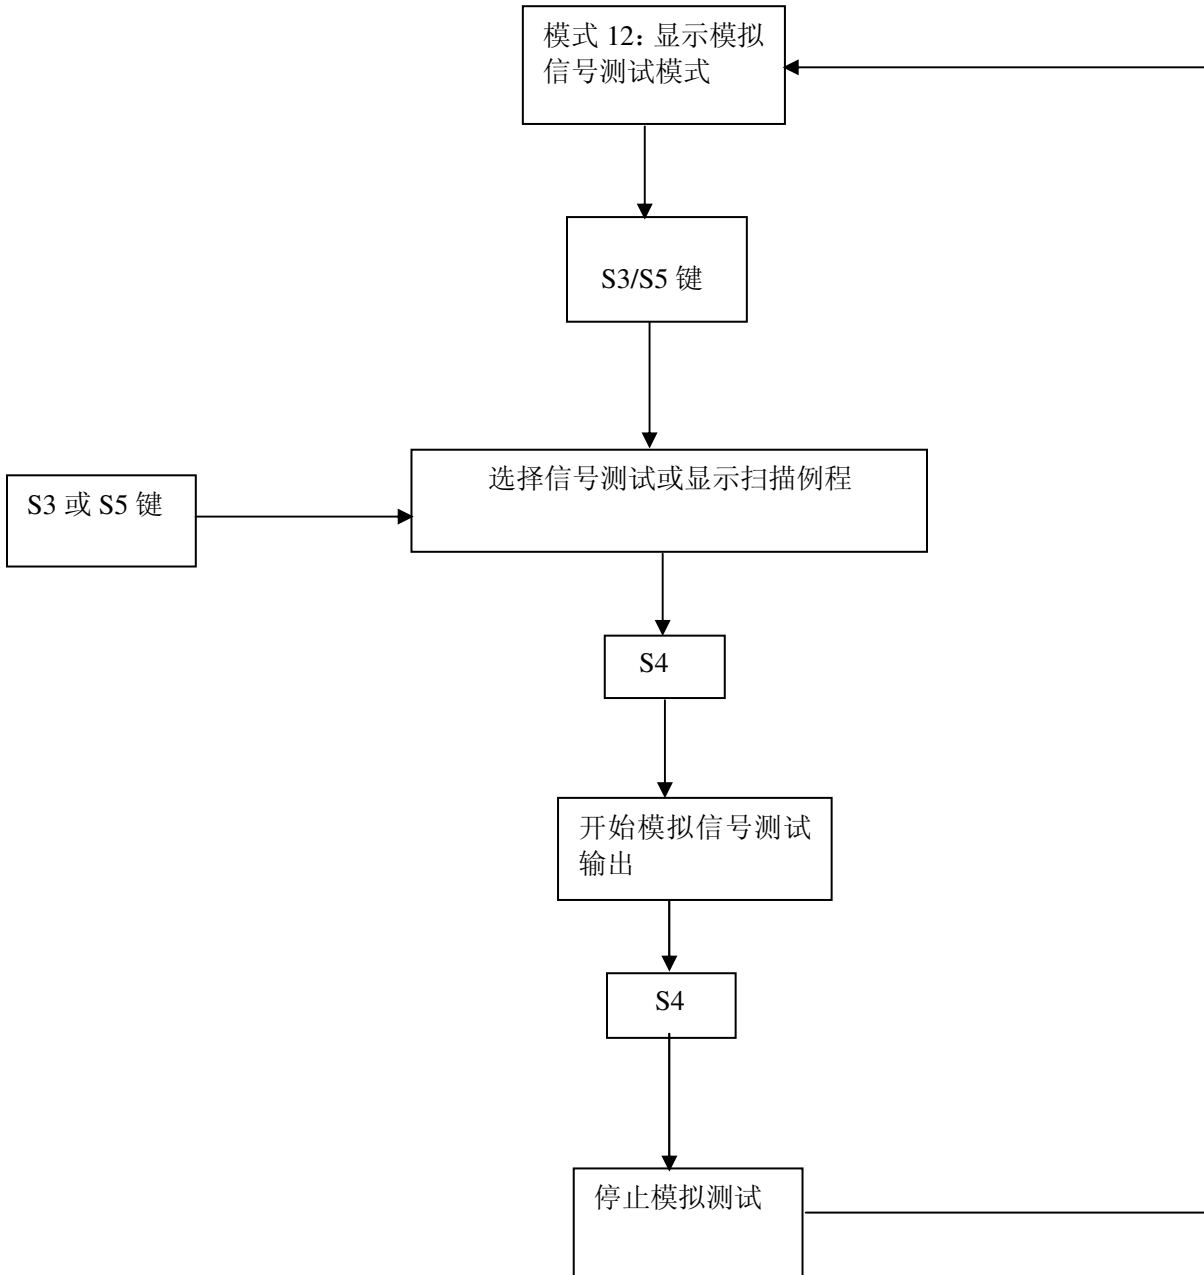 模式 12：显示模拟
信号测试模式
S3/S5 键
选择信号测试或显示扫描例程
S3 或 S5 键
S4
开始模拟信号测试
输出
S4
停止模拟测试